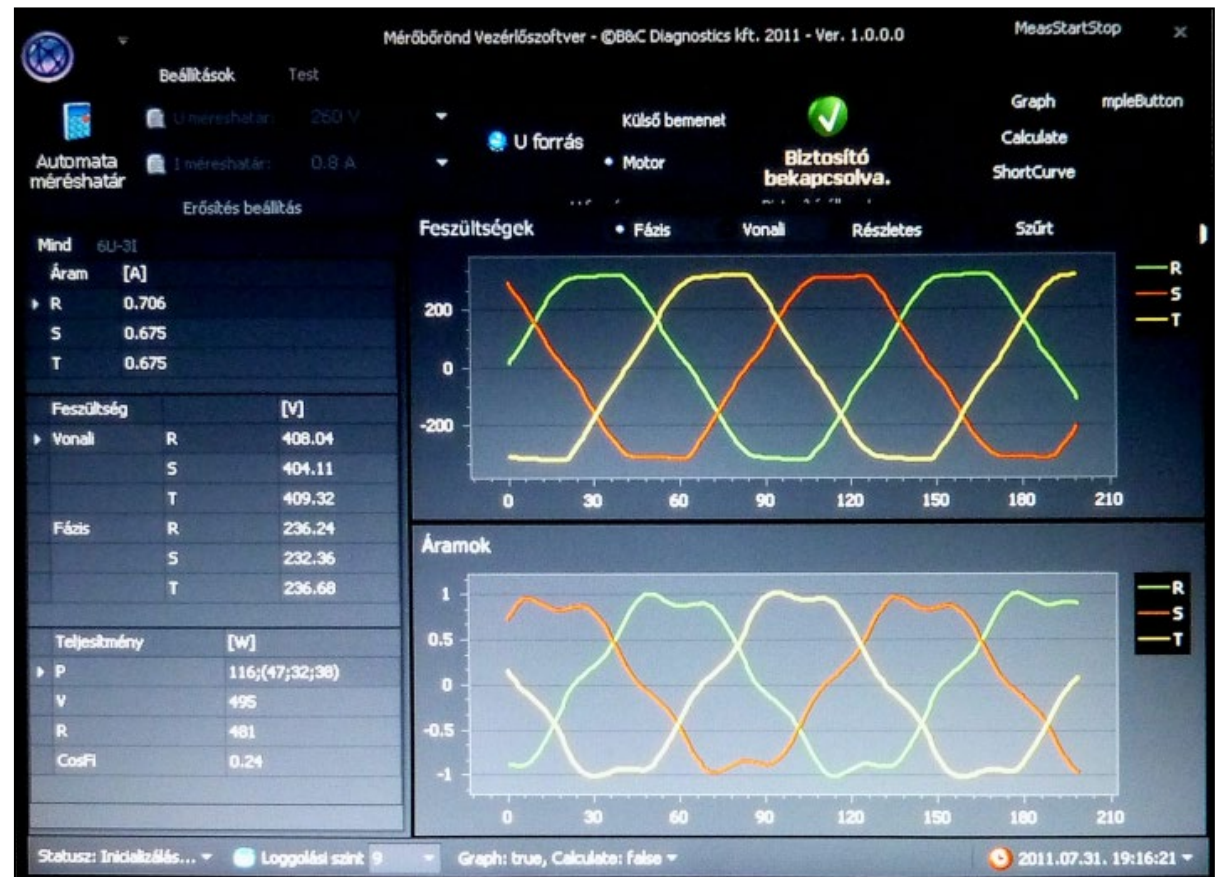 Mérőbőrönd Vezérlőszoftver - ©B&C Diagnostics kft. 2011 - Ver. 1.0.0.0
MeasStartStop
Beállítások Test
U méréshatár: 260 V
I méréshatár: 0.8 A
Automata méréshatár
Erősítés beállítás
U forrás
Külső bemenet
Motor
Biztosító
bekapcsolva.
Graph mpleButton
Calculate
ShortCurve
Mind 6U-3I
Áram [A]
R 0.706
S 0.675
T 0.675
Feszültség [V]
Vonali R 408.04
S 404.11
T 409.32
Fázis R 236.24
S 232.36
T 236.68
Teljesítmény [W]
P 116;(47;32;38)
V 495
R 481
CosFi 0.24
Feszültségek Fázis Vonali Részletes Szűrt
200
0
-200
0 30 60 90 120 150 180 210
R
S
T
Áramok
1
0.5
0
-0.5
-1
0 30 60 90 120 150 180 210
R
S
T
Statusz: Inicializálás... Loggolási szint 9 Graph: true, Calculate: false 2011.07.31. 19:16:21